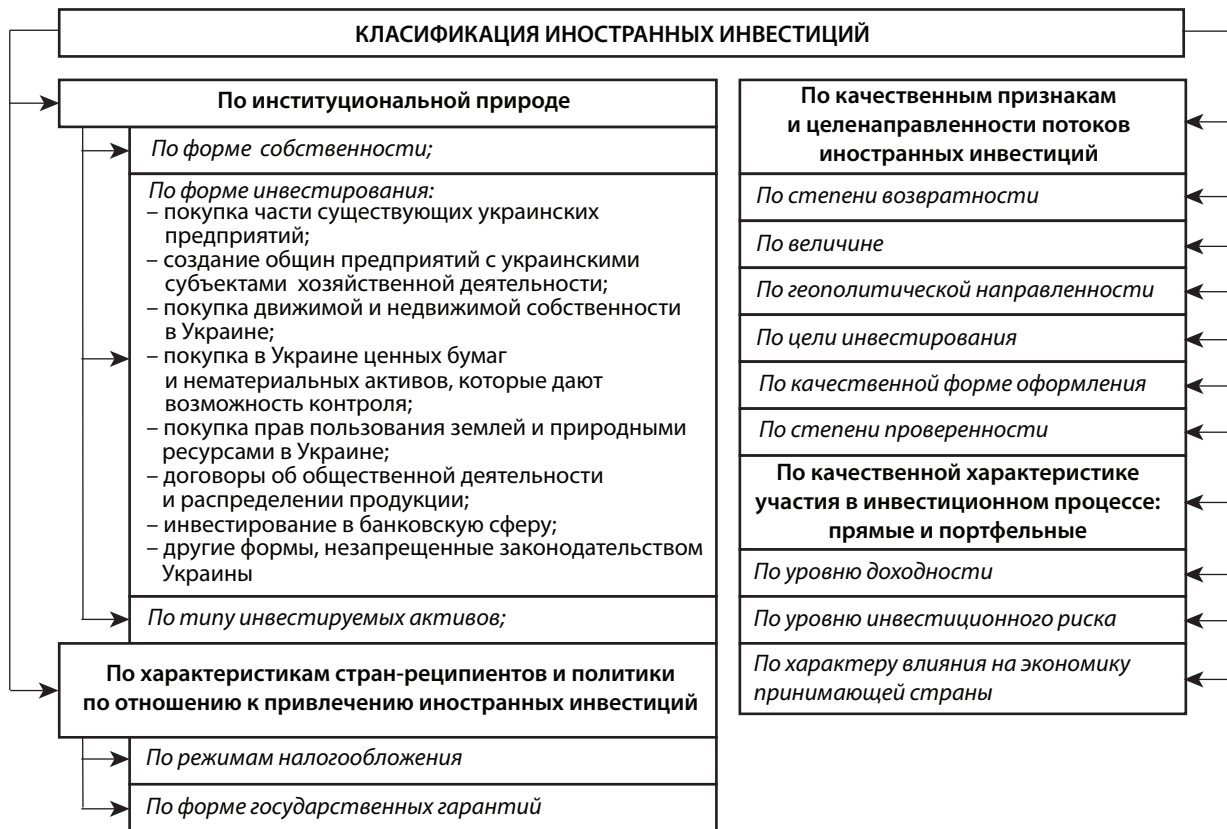 КЛАСИФИКАЦИЯ ИНОСТРАННЫХ ИНВЕСТИЦИЙ
По институциональной природе
По форме собственности;
По форме инвестирования:
– покупка части существующих украинских
предприятий;
– создание общин предприятий с украинскими
субъектами хозяйственной деятельности;
– покупка движимой и недвижимой собственности
в Украине;
– покупка в Украине ценных бумаг
и нематериальных активов, которые дают
возможность контроля;
– покупка прав пользования землей и природными
ресурсами в Украине;
– договоры об общественной деятельности
и распределении продукции;
– инвестирование в банковскую сферу;
– другие формы, незапрещенные законодательством
Украины
По типу инвестируемых активов;
По характеристикам стран-реципиентов и политики
по отношению к привлечению иностранных инвестиций
По режимам налогообложения
По форме государственных гарантий
По качественным признакам
и целенаправленности потоков
иностранных инвестиций
По степени возвратности
По величине
По геополитической направленности
По цели инвестирования
По качественной форме оформления
По степени проверенности
По качественной характеристике
участия в инвестиционном процессе:
прямые и портфельные
По уровню доходности
По уровню инвестиционного риска
По характеру влияния на экономику
принимающей страны